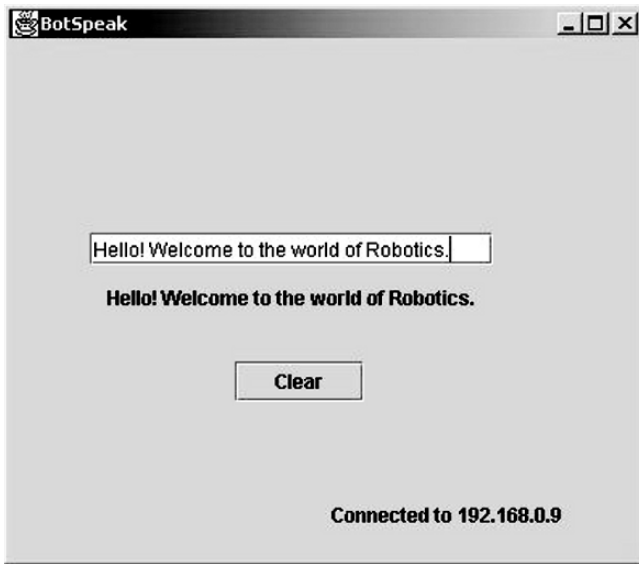 BotSpeak
Hello! Welcome to the world of Robotics.
Hello! Welcome to the world of Robotics.
Clear
Connected to 192.168.0.9